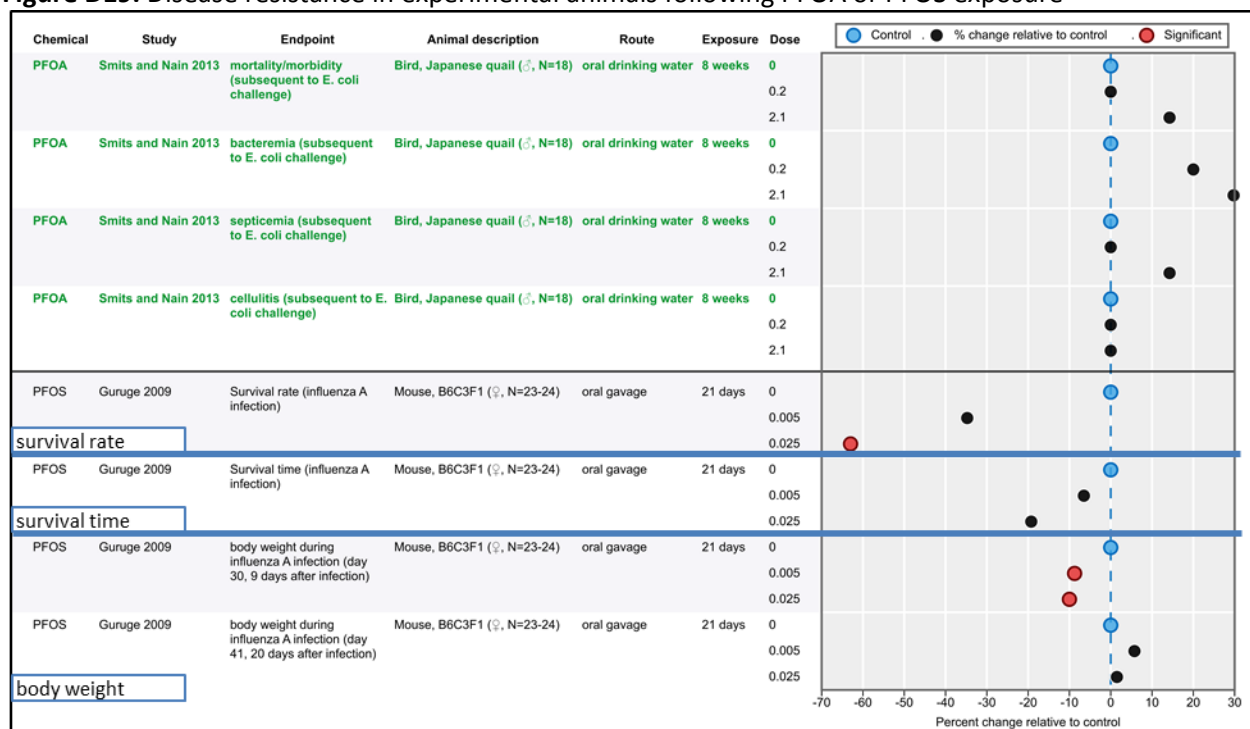 Figure D19. Disease resistance in experimental animals following PFOA or PFOS exposure
Chemical Study Endpoint Animal description Route Exposure Dose
Control % change relative to control Significant
PFOA Smits and Nain 2013 mortality/morbidity Bird, Japanese quail (♂, N=18) oral drinking water 8 weeks 0
(subsequent to E. coli 0.2
challenge)
2.1
PFOA Smits and Nain 2013 bacteremia (subsequent Bird, Japanese quail (♂, N=18) oral drinking water 8 weeks 0
to E. coli challenge)
0.2
2.1
PFOA Smits and Nain 2013 septicemia (subsequent Bird, Japanese quail (♂, N=18) oral drinking water 8 weeks 0
to E. coli challenge)
0.2
2.1
PFOA Smits and Nain 2013 cellulitis (subsequent to E. Bird, Japanese quail (♂, N=18) oral drinking water 8 weeks 0
coli challenge)
0.2
2.1
PFOS Guruge 2009 Survival rate (influenza A Mouse, B6C3F1 (♀, N=23-24) oral gavage 21 days 0
infection)
0.005
survival rate 0.025
PFOS Guruge 2009 Survival time (influenza A Mouse, B6C3F1 (♀, N=23-24) oral gavage 21 days 0
infection)
0.005
survival time 0.025
PFOS Guruge 2009 body weight during Mouse, B6C3F1 (♀, N=23-24) oral gavage 21 days 0
influenza A infection (day
30, 9 days after infection) 0.005
0.025
PFOS Guruge 2009 body weight during Mouse, B6C3F1 (♀, N=23-24) oral gavage 21 days 0
influenza A infection (day
41, 20 days after infection) 0.005
0.025
body weight
-70 -60 -50 -40 -30 -20 -10 0 10 20 30
Percent change relative to control